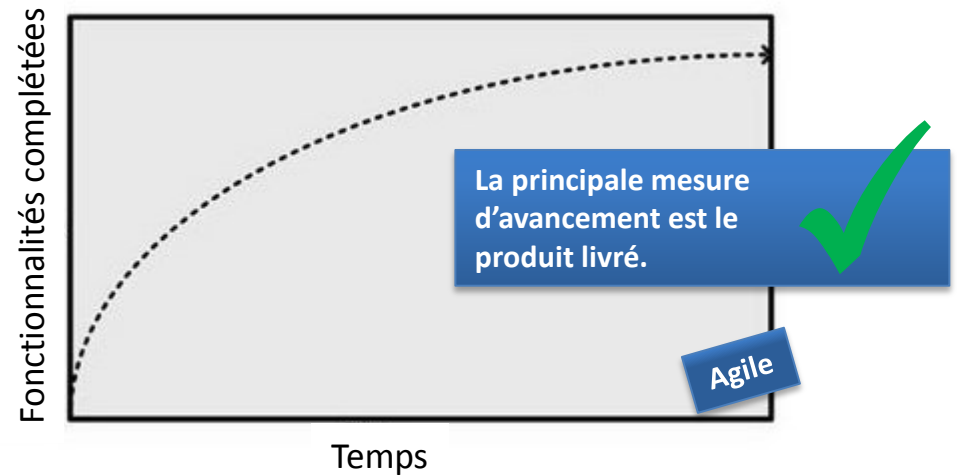 Fonctionnalités complétées
La principale mesure
d’avancement est le
produit livré.
Agile
Temps